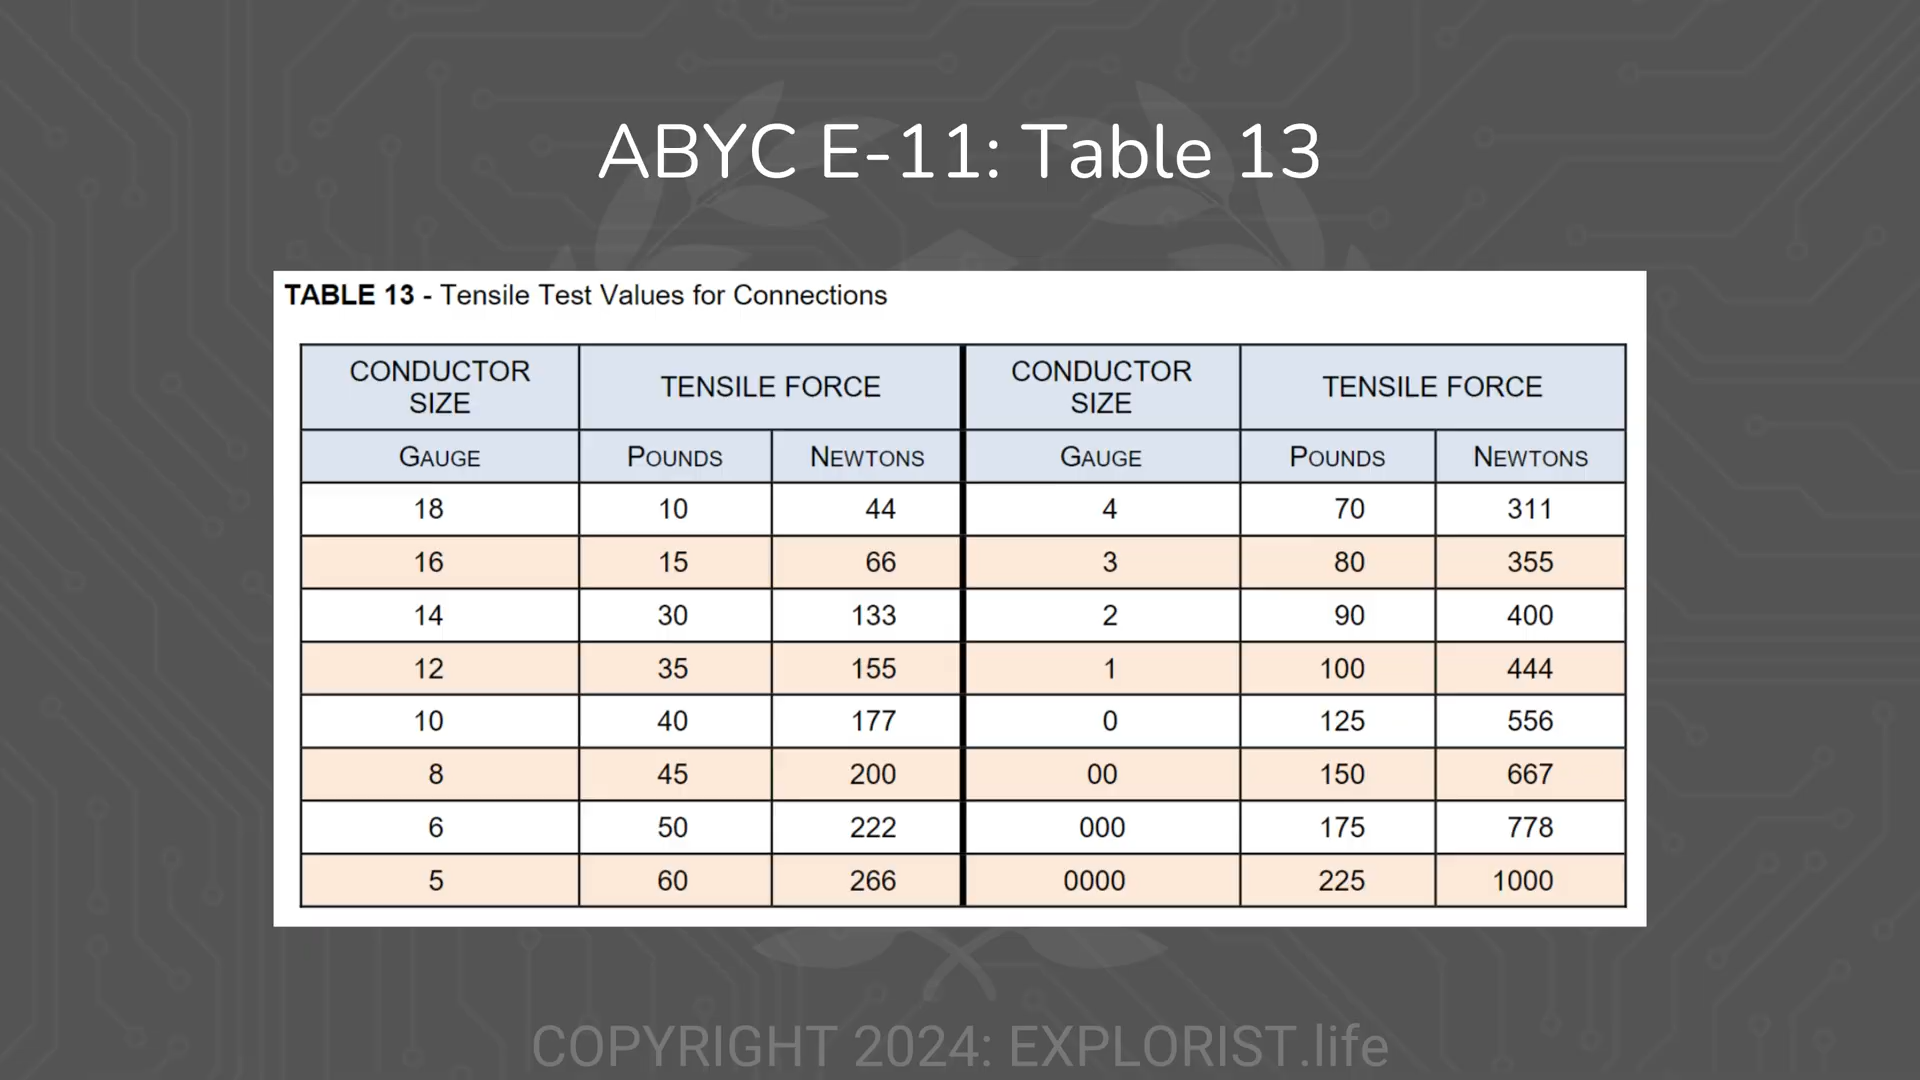 ABYC E-11: Table 13
TABLE 13 - Tensile Test Values for Connections
CONDUCTOR SIZE TENSILE FORCE CONDUCTOR SIZE TENSILE FORCE
GAUGE POUNDS NEWTONS GAUGE POUNDS NEWTONS
18 10 44 4 70 311
16 15 66 3 80 355
14 30 133 2 90 400
12 35 155 1 100 444
10 40 177 0 125 556
8 45 200 00 150 667
6 50 222 000 175 778
5 60 266 0000 225 1000
COPYRIGHT 2024: EXPLORIST.life